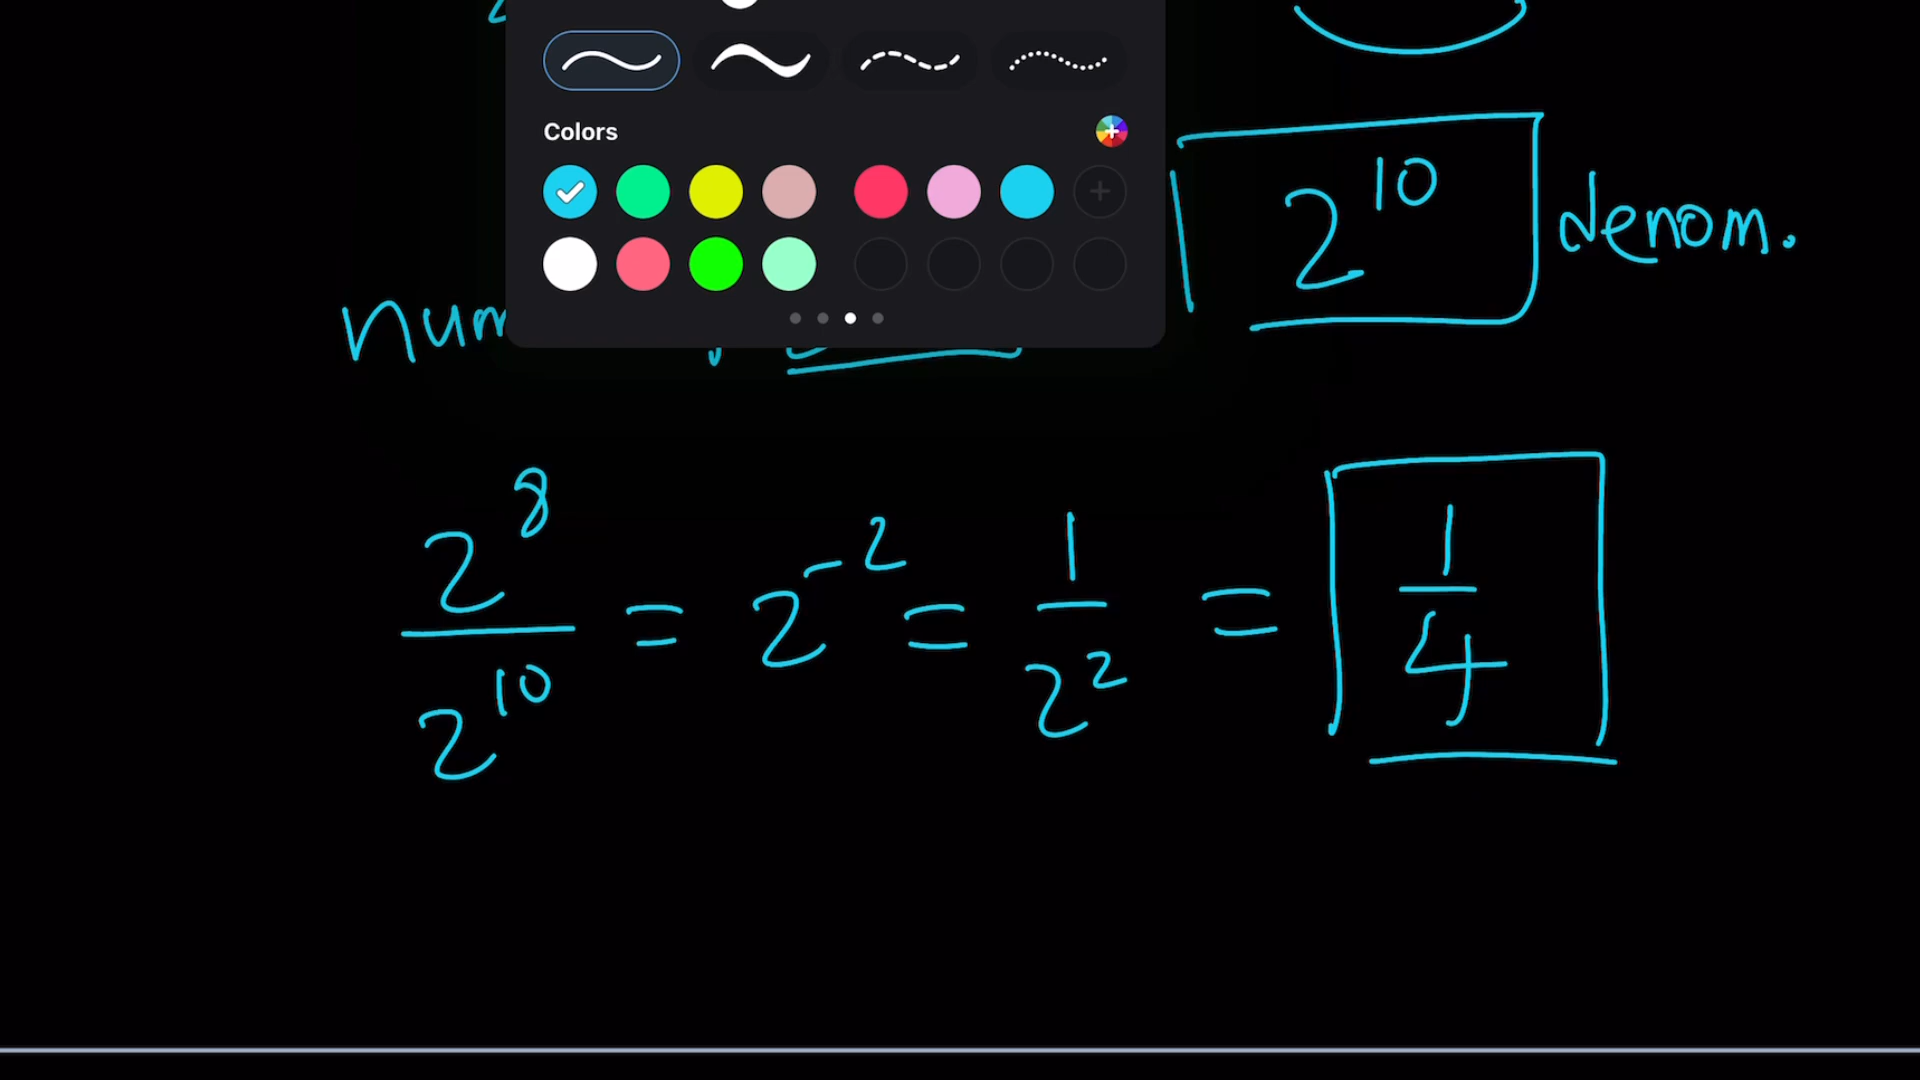 Colors
2^10 denom.
num
2^8/2^10 = 2^-2 = 1/2^2 = 1/4